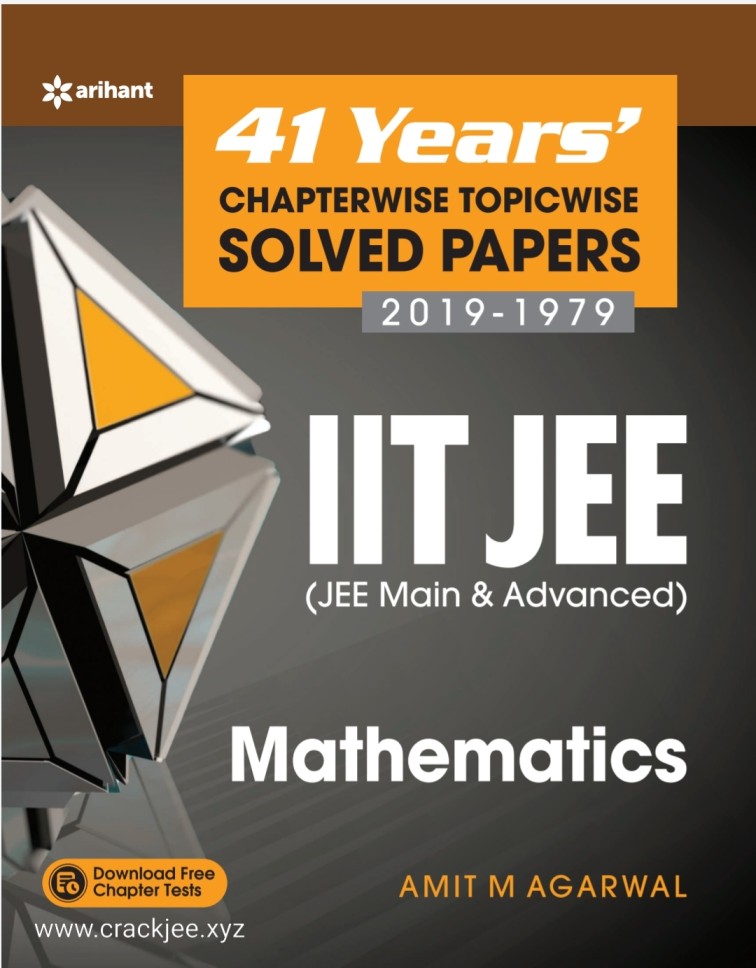 arihant
41 Years’
CHAPTERWISE TOPICWISE
SOLVED PAPERS
2019-1979
IIT JEE
(JEE Main & Advanced)
Mathematics
Download Free
Chapter Tests
AMIT M AGARWAL
www.crackjee.xyz